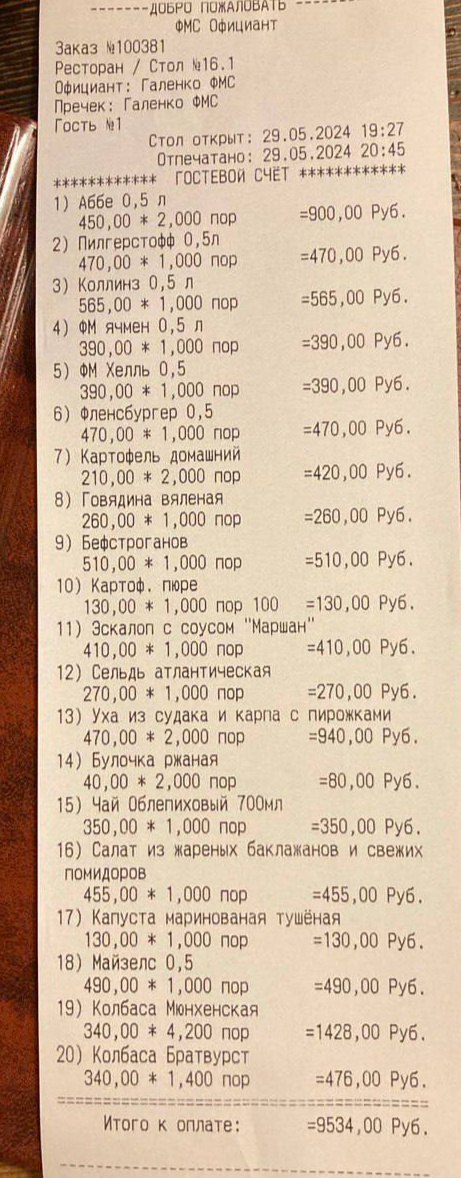 -------ДОБРО ПОЖАЛОВАТЬ -------
ФМС Официант
Заказ №100381
Ресторан / Стол №16.1
Официант: Галенко ФМС
Пречек: Галенко ФМС
Гость №1
Стол открыт: 29.05.2024 19:27
Отпечатано: 29.05.2024 20:45
************ ГОСТЕВОЙ СЧЁТ ************
1) Аббе 0,5 л
450,00 * 2,000 пор =900,00 Руб.
2) Пилгерстофф 0,5л
470,00 * 1,000 пор =470,00 Руб.
3) Коллинз 0,5 л
565,00 * 1,000 пор =565,00 Руб.
4) ФМ ячмен 0,5 л
390,00 * 1,000 пор =390,00 Руб.
5) ФМ Хелль 0,5
390,00 * 1,000 пор =390,00 Руб.
6) Фленсбургер 0,5
470,00 * 1,000 пор =470,00 Руб.
7) Картофель домашний
210,00 * 2,000 пор =420,00 Руб.
8) Говядина вяленая
260,00 * 1,000 пор =260,00 Руб.
9) Бефстроганов
510,00 * 1,000 пор =510,00 Руб.
10) Картоф. пюре
130,00 * 1,000 пор 100 =130,00 Руб.
11) Эскалоп с соусом "Маршан"
410,00 * 1,000 пор =410,00 Руб.
12) Сельдь атлантическая
270,00 * 1,000 пор =270,00 Руб.
13) Уха из судака и карпа с пирожками
470,00 * 2,000 пор =940,00 Руб.
14) Булочка ржаная
40,00 * 2,000 пор =80,00 Руб.
15) Чай Облепиховый 700мл
350,00 * 1,000 пор =350,00 Руб.
16) Салат из жареных баклажанов и свежих
помидоров
455,00 * 1,000 пор =455,00 Руб.
17) Капуста маринованая тушёная
130,00 * 1,000 пор =130,00 Руб.
18) Майзелс 0,5
490,00 * 1,000 пор =490,00 Руб.
19) Колбаса Мюнхенская
340,00 * 4,200 пор =1428,00 Руб.
20) Колбаса Братвурст
340,00 * 1,400 пор =476,00 Руб.
Итого к оплате: =9534,00 Руб.